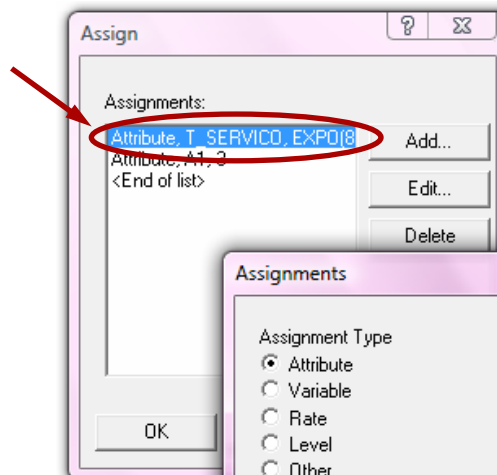 Assign
?
Assignments:
Attribute, T_SERVICO, EXPO(8
Attribute, A1, 3
<End of list>
Add...
Edit...
Delete
OK
Assignments
Assignment Type
Attribute
Variable
Rate
Level
Other